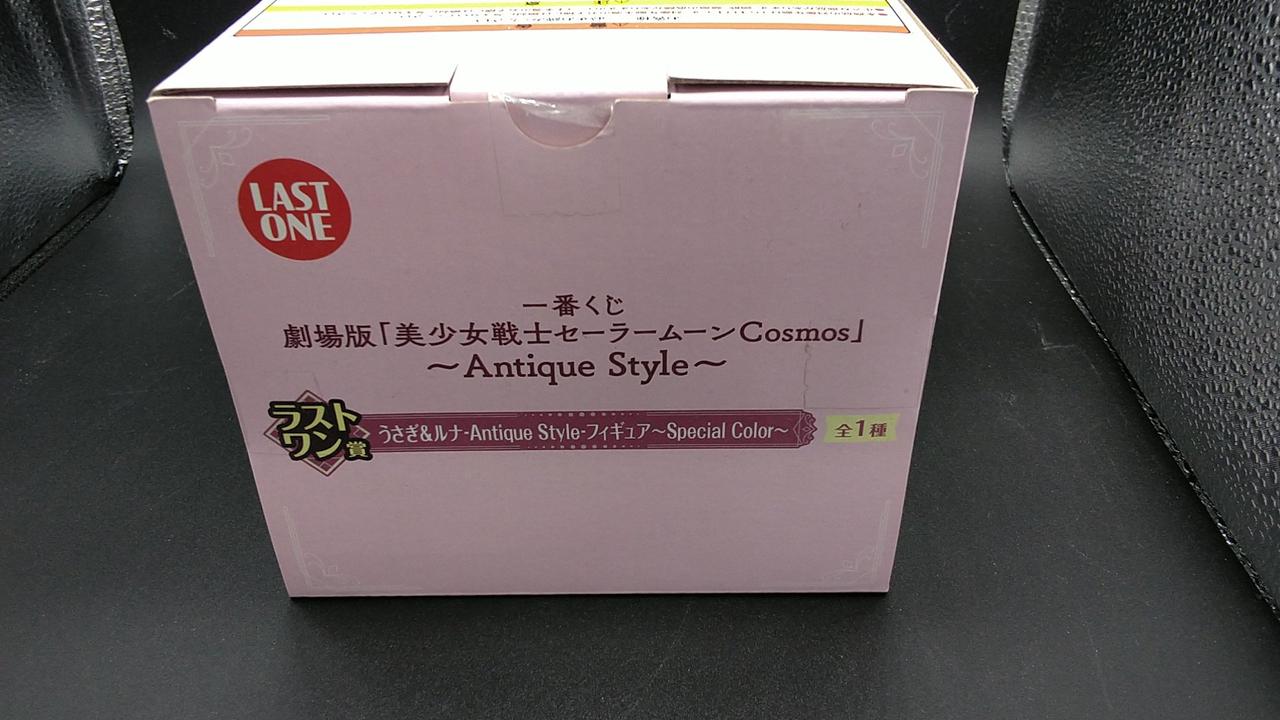 LAST
ONE
一番くじ
劇場版「美少女戦士セーラームーンCosmos」
～Antique Style～
ラスト
ワン賞
うさぎ&ルナ-Antique Style-フィギュア～Special Color～
全1種